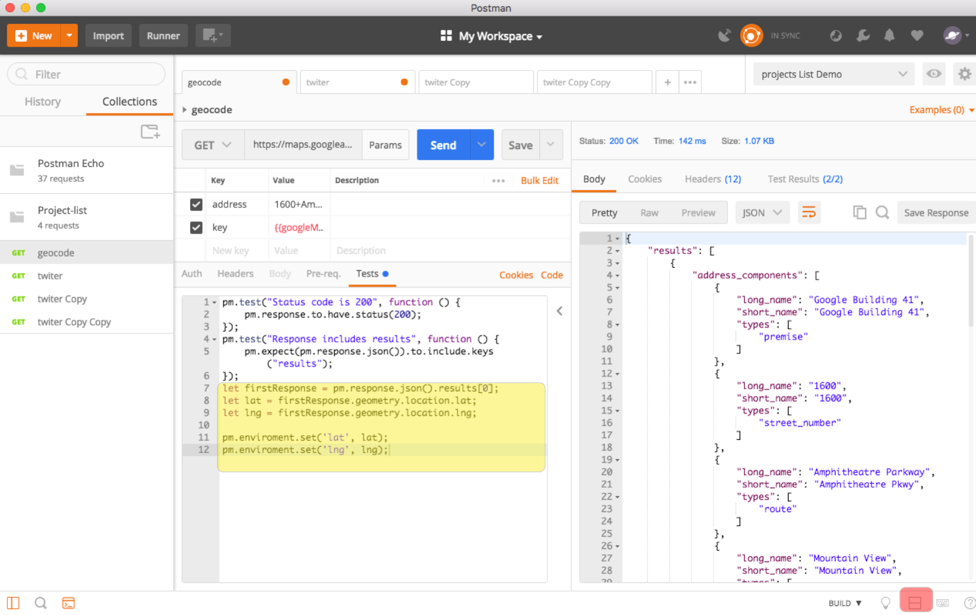 Postman
New
Import
Runner
My Workspace
IN SYNC
Filter
History
Collections
Postman Echo
37 requests
Project-list
4 requests
GET geocode
GET twiter
GET twiter Copy
GET twiter Copy Copy
geocode
twiter
twiter Copy
twiter Copy Copy
+
•••
projects List Demo
geocode
Examples (0)
GET
https://maps.googlea...
Params
Send
Save
Key
Value
Description
•••
Bulk Edit
address
1600+Am...
key
{{googleM...
New key
Value
Description
Auth
Headers
Body
Pre-req.
Tests
Cookies
Code
1 pm.test("Status code is 200", function () {
2 pm.response.to.have.status(200);
3 });
4 pm.test("Response includes results", function () {
5 pm.expect(pm.response.json()).to.include.keys
("results");
6 });
7 let firstResponse = pm.response.json().results[0];
8 let lat = firstResponse.geometry.location.lat;
9 let lng = firstResponse.geometry.location.lng;
10
11 pm.enviroment.set('lat', lat);
12 pm.enviroment.set('lng', lng);
Status: 200 OK
Time: 142 ms
Size: 1.07 KB
Body
Cookies
Headers (12)
Test Results (2/2)
Pretty
Raw
Preview
JSON
Save Response
1 {
2 "results": [
3 {
4 "address_components": [
5 {
6 "long_name": "Google Building 41",
7 "short_name": "Google Building 41",
8 "types": [
9 "premise"
10 ]
11 },
12 {
13 "long_name": "1600",
14 "short_name": "1600",
15 "types": [
16 "street_number"
17 ]
18 },
19 {
20 "long_name": "Amphitheatre Parkway",
21 "short_name": "Amphitheatre Pkwy",
22 "types": [
23 "route"
24 ]
25 },
26 {
27 "long_name": "Mountain View",
28 "short_name": "Mountain View",
29 "types": [
BUILD